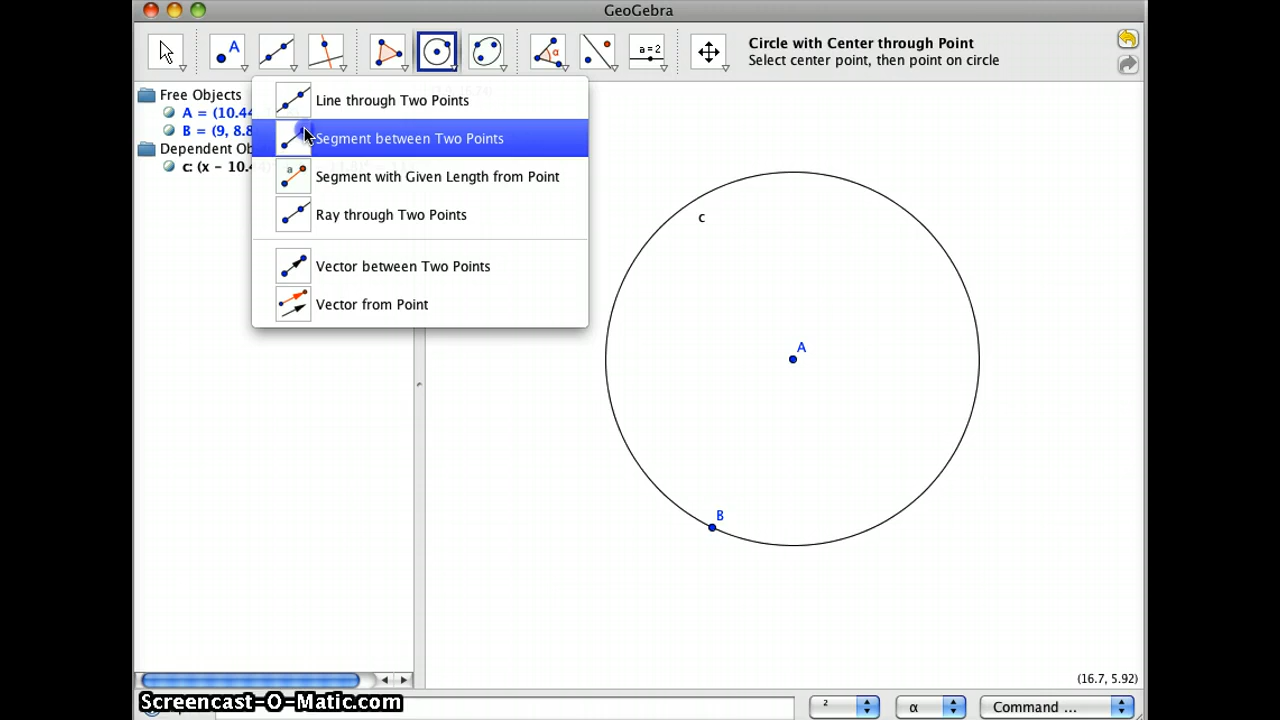 GeoGebra
A
α
a = 2
Circle with Center through Point
Select center point, then point on circle
Free Objects
A = (10.44
B = (9, 8.8
Dependent Ob
c: (x − 10.4
Line through Two Points
Segment between Two Points
a
Segment with Given Length from Point
Ray through Two Points
Vector between Two Points
Vector from Point
c
A
B
(16.7, 5.92)
Screencast-O-Matic.com
²
α
Command ...